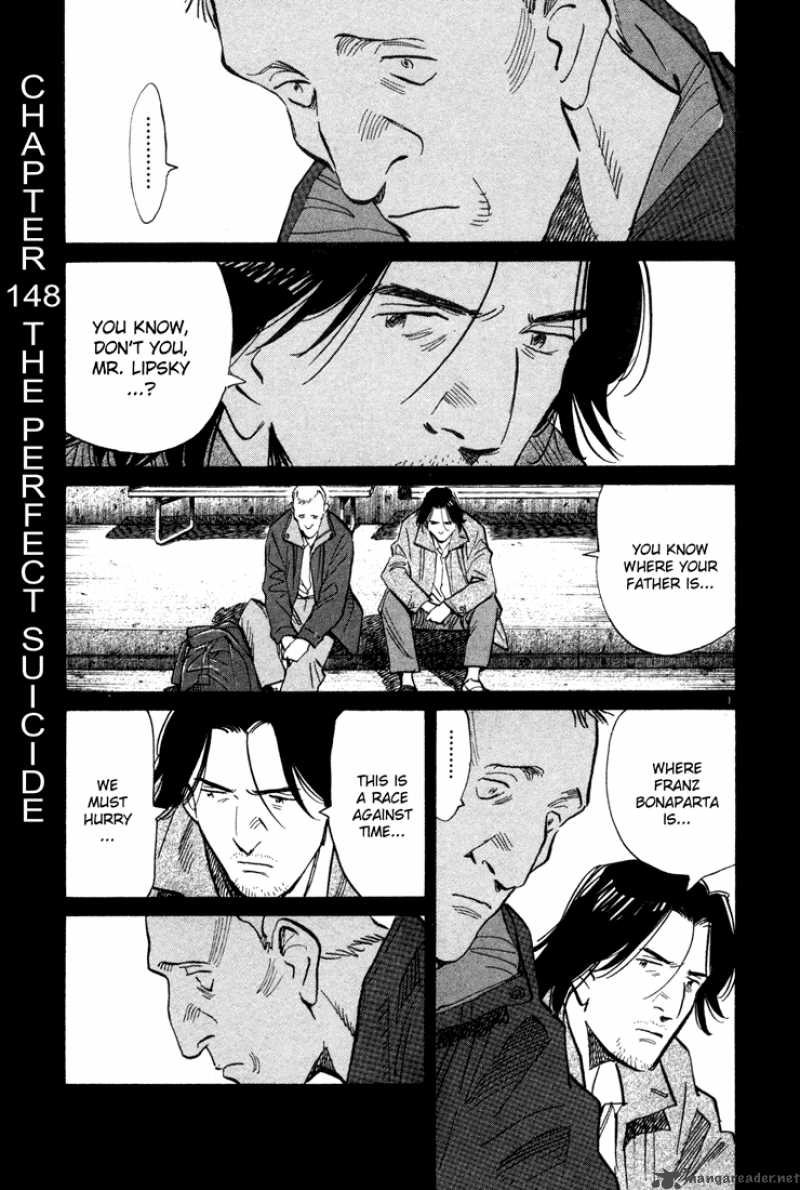 CHAPTER 148 THE PERFECT SUICIDE
.........
YOU KNOW,
DON'T YOU,
MR. LIPSKY
...?
YOU KNOW
WHERE YOUR
FATHER IS...
1
WHERE
FRANZ
BONAPARTA
IS...
.........
THIS IS
A RACE
AGAINST
TIME...
WE
MUST
HURRY
...
mangareader.net